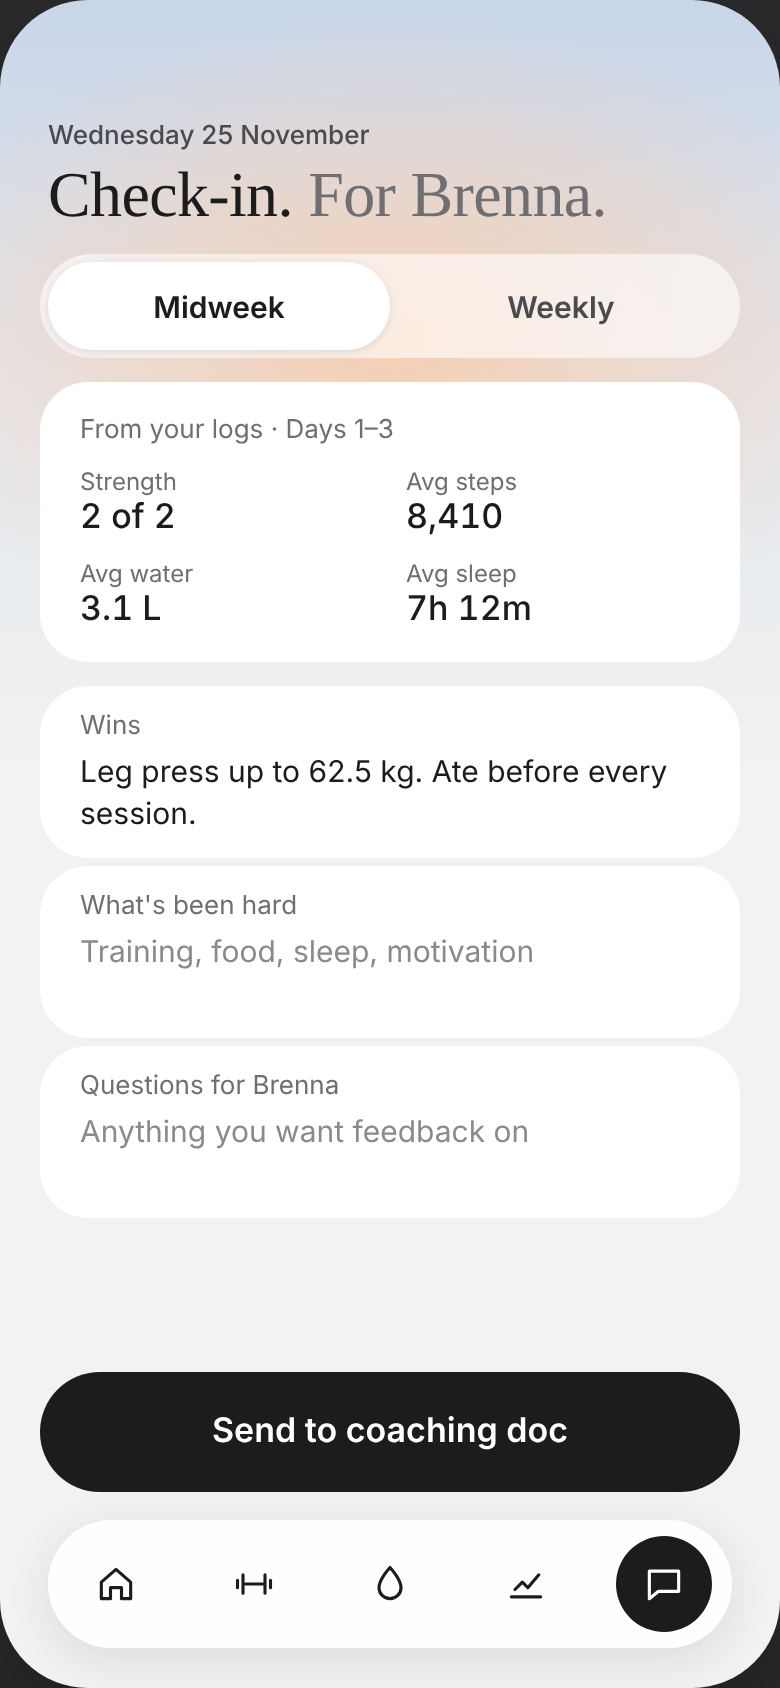 Wednesday 25 November
Check-in. For Brenna.
Midweek
Weekly
From your logs · Days 1–3
Strength
2 of 2
Avg steps
8,410
Avg water
3.1 L
Avg sleep
7h 12m
Wins
Leg press up to 62.5 kg. Ate before every
session.
What's been hard
Training, food, sleep, motivation
Questions for Brenna
Anything you want feedback on
Send to coaching doc